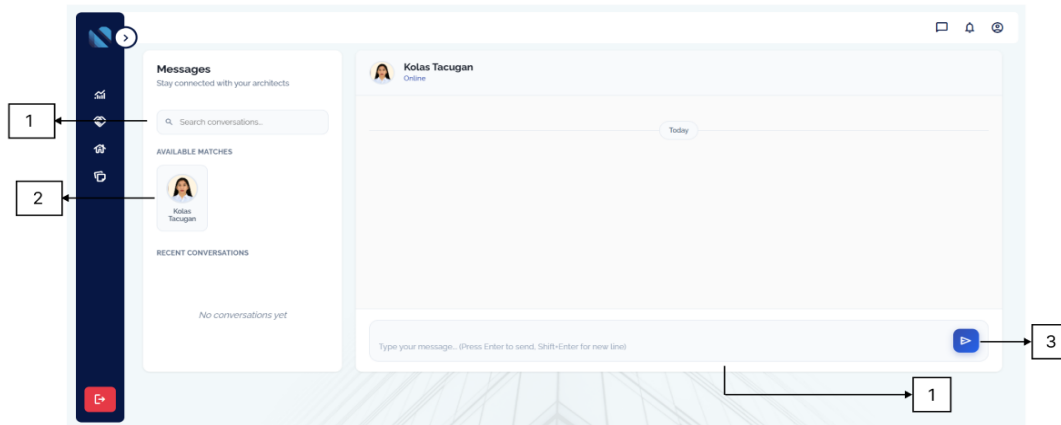 Messages
Stay connected with your architects
Search conversations...
AVAILABLE MATCHES
Kolas
Tacugan
RECENT CONVERSATIONS
No conversations yet
Kolas Tacugan
Online
Today
Type your message... (Press Enter to send, Shift+Enter for new line)
1
2
3
1